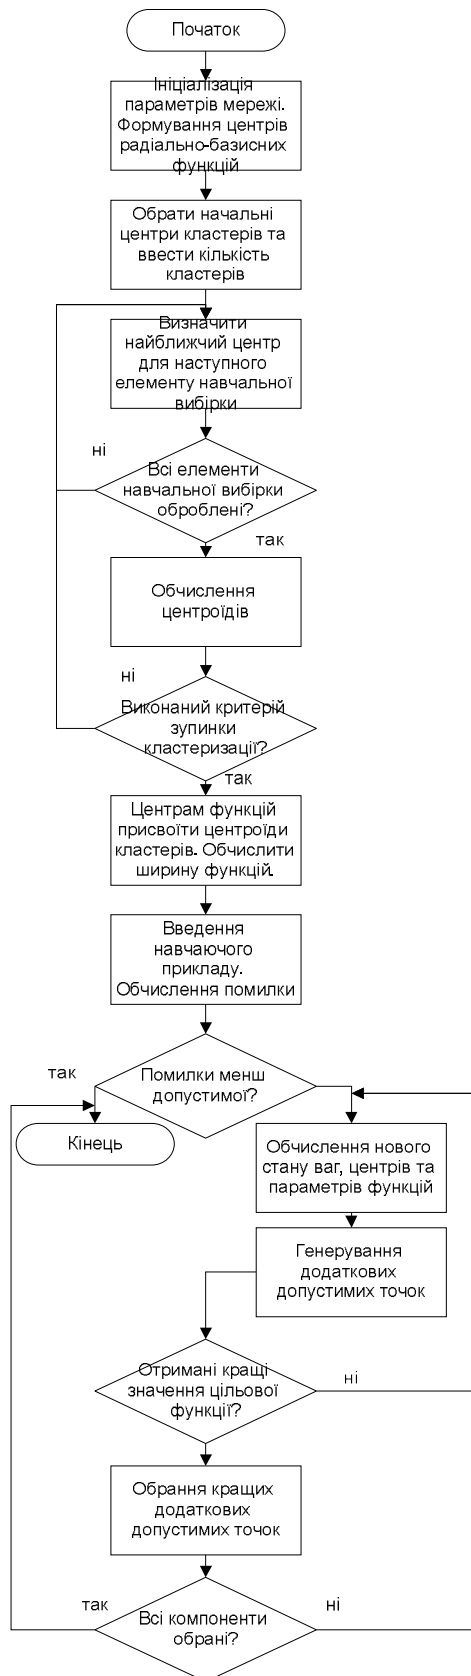 Початок
Ініціалізація
параметрів мережі.
Формування центрів
радіально-базисних
функцій
Обрати начальні
центри кластерів та
ввести кількість
кластерів
Визначити
найближчий центр
для наступного
елементу навчальної
вибірки
ні
Всі елементи
навчальної вибірки
оброблені?
так
Обчислення
центроїдів
ні
Виконаний критерій
зупинки
кластеризації?
так
Центрам функцій
присвоїти центроїди
кластерів. Обчислити
ширину функцій.
Введення
навчаючого
прикладу.
Обчислення помилки
так
Помилки менш
допустимої?
Кінець
Обчислення нового
стану ваг, центрів та
параметрів функцій
Генерування
додаткових
допустимих точок
Отримані кращі
значення цільової
функції?
ні
Обрання кращих
додаткових
допустимих точок
так
ні
Всі компоненти
обрані?